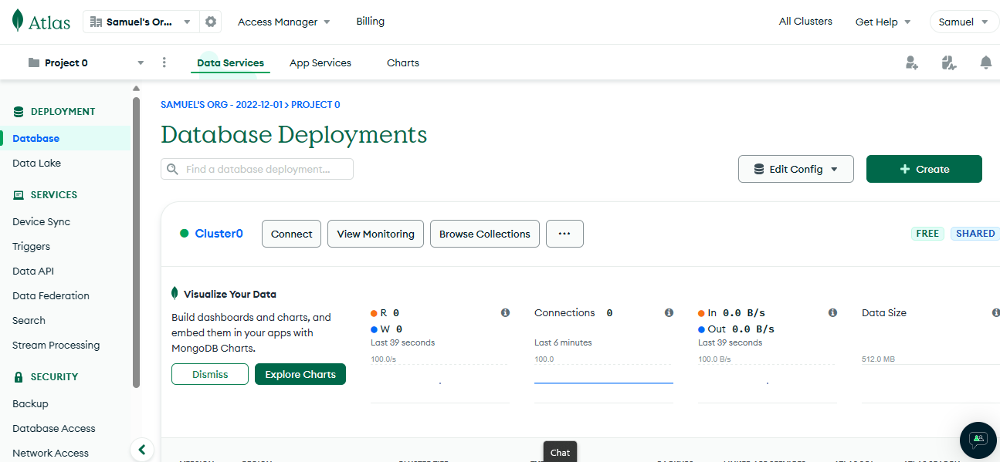 Atlas
Samuel's Or...
Access Manager
Billing
All Clusters
Get Help
Samuel
Project 0
Data Services
App Services
Charts
DEPLOYMENT
Database
Data Lake
SERVICES
Device Sync
Triggers
Data API
Data Federation
Search
Stream Processing
SECURITY
Backup
Database Access
Network Access
SAMUEL'S ORG - 2022-12-01 > PROJECT 0
Database Deployments
Find a database deployment...
Edit Config
+ Create
Cluster0
Connect
View Monitoring
Browse Collections
...
FREE
SHARED
Visualize Your Data
Build dashboards and charts, and
embed them in your apps with
MongoDB Charts.
Dismiss
Explore Charts
R 0
W 0
Last 39 seconds
100.0/s
Connections 0
Last 6 minutes
100.0
In 0.0 B/s
Out 0.0 B/s
Last 39 seconds
100.0 B/s
Data Size
512.0 MB
Chat